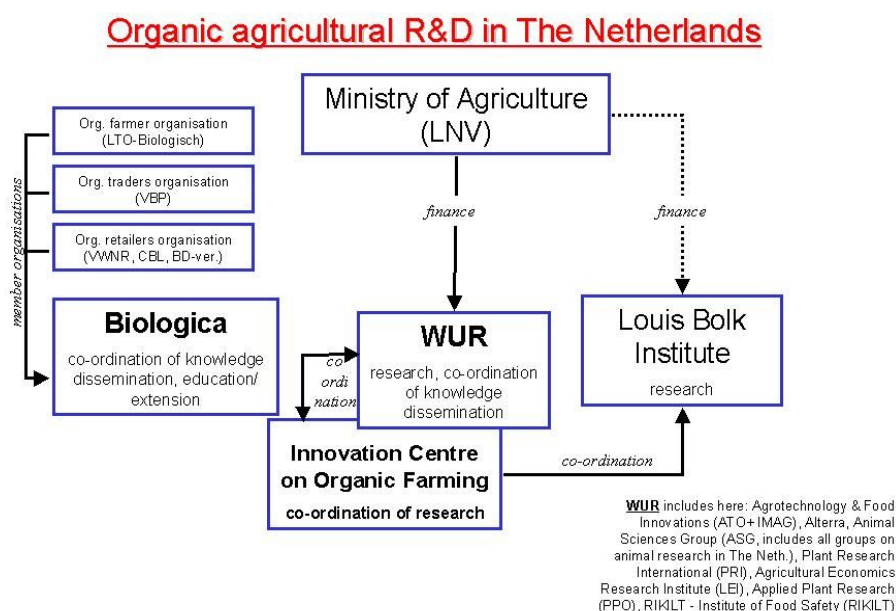 Organic agricultural R&D in The Netherlands
Ministry of Agriculture
(LNV)
Org. farmer organisation
(LTO-Biologisch)
Org. traders organisation
(VBP)
Org. retailers organisation
(VWNR, CBL, BD-ver.)
member organisations
finance
finance
Biologica
co-ordination of knowledge
dissemination, education/
extension
WUR
research, co-ordination
of knowledge
dissemination
Louis Bolk
Institute
research
co
ordi
nation
Innovation Centre
on Organic Farming
co-ordination of research
co-ordination
WUR includes here: Agrotechnology & Food
Innovations (ATO+ IMAG), Alterra, Animal
Sciences Group (ASG, includes all groups on
animal research in The Neth.), Plant Research
International (PRI), Agricultural Economics
Research Institute (LEI), Applied Plant Research
(PPO), RIKILT - Institute of Food Safety (RIKILT)